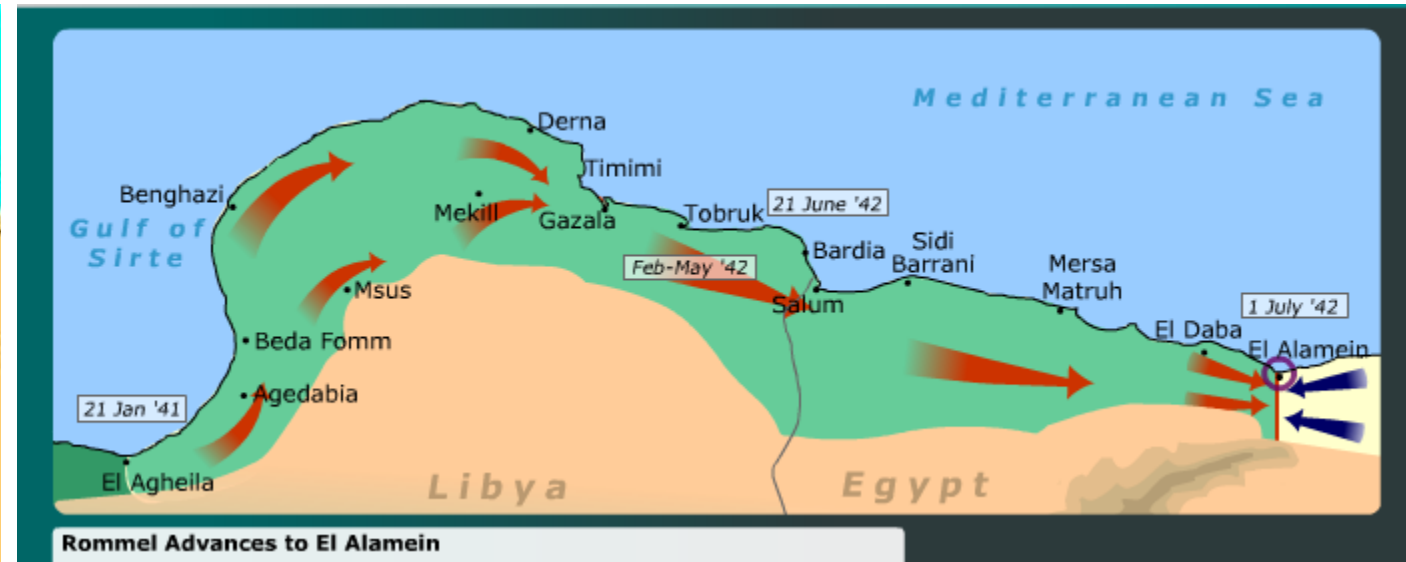 Mediterranean Sea
Derna
Timimi
Benghazi
Mekill
Gazala
Tobruk
21 June '42
Gulf of
Sirte
Bardia
Sidi
Barrani
Mersa
Matruh
Feb-May '42
Msus
Salum
1 July '42
El Daba
El Alamein
Beda Fomm
Agedabia
21 Jan '41
El Agheila
Libya
Egypt
Rommel Advances to El Alamein